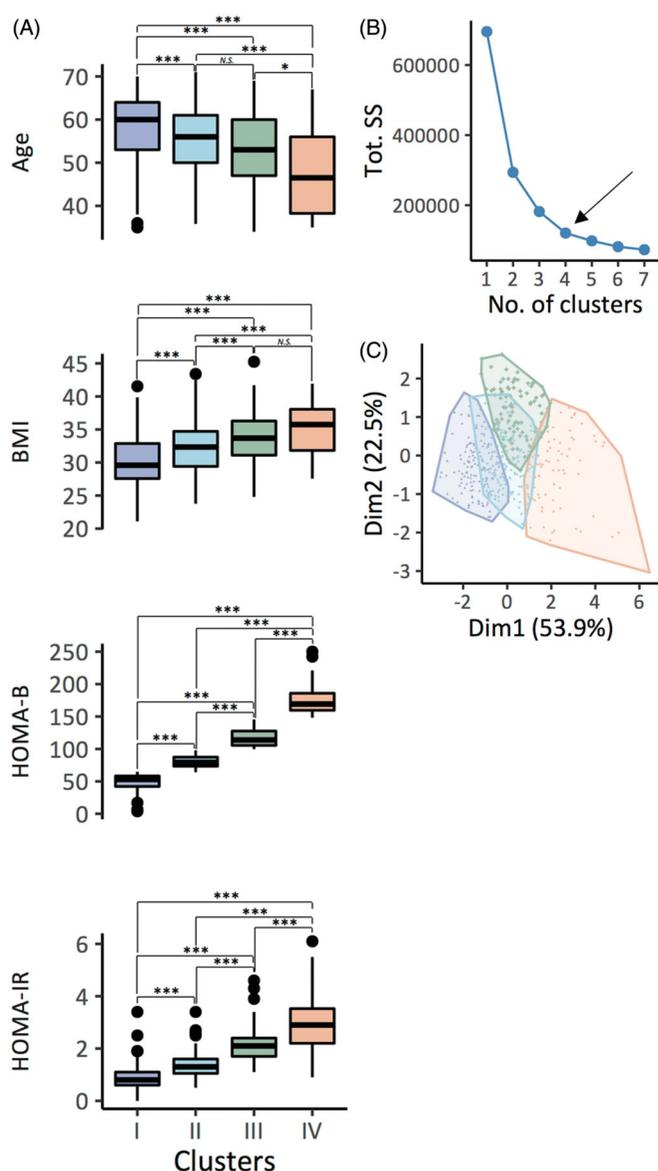 (A)
***
***
***
*** N.S. *
70
60
50
40
Age
***
***
***
*** N.S.
***
45
40
35
30
25
20
BMI
***
***
***
***
***
***
250
200
150
100
50
0
HOMA-B
***
***
***
***
***
***
6
4
2
0
HOMA-IR
I II III IV
Clusters
(B)
600000
400000
200000
Tot. SS
1 2 3 4 5 6 7
No. of clusters
(C)
2
1
0
-1
-2
-3
Dim2 (22.5%)
-2 0 2 4 6
Dim1 (53.9%)